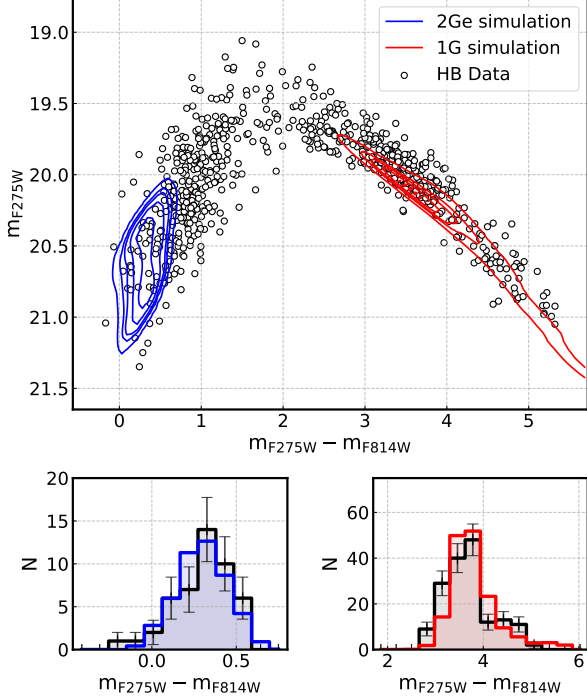 2Ge simulation
1G simulation
HB Data
19.0
19.5
20.0
20.5
21.0
21.5
m_F275W
0 1 2 3 4 5
m_F275W − m_F814W
20
15
10
5
0
N
0.0 0.5
m_F275W − m_F814W
60
40
20
0
N
2 4 6
m_F275W − m_F814W